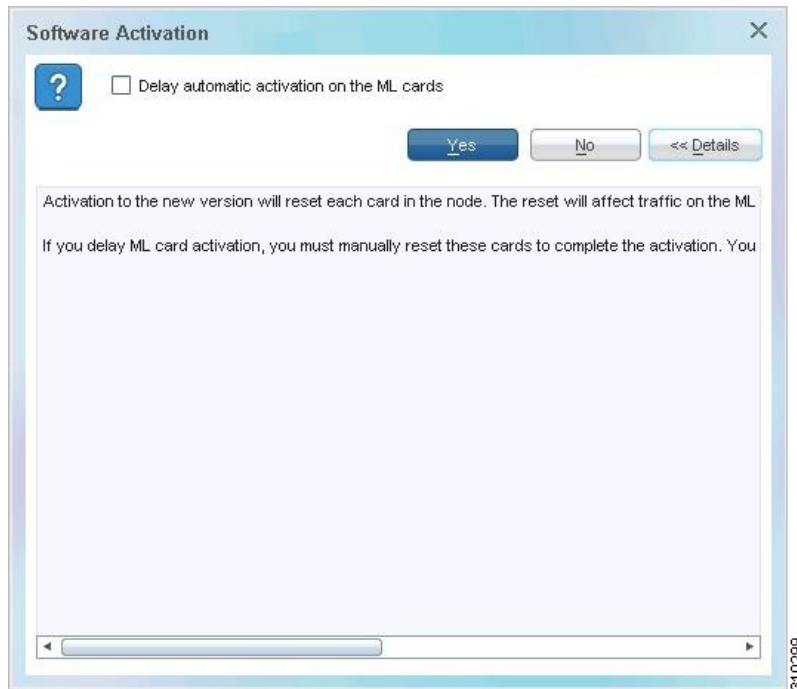 Software Activation
Delay automatic activation on the ML cards
Yes
No
<< Details
Activation to the new version will reset each card in the node. The reset will affect traffic on the ML
If you delay ML card activation, you must manually reset these cards to complete the activation. You
310299